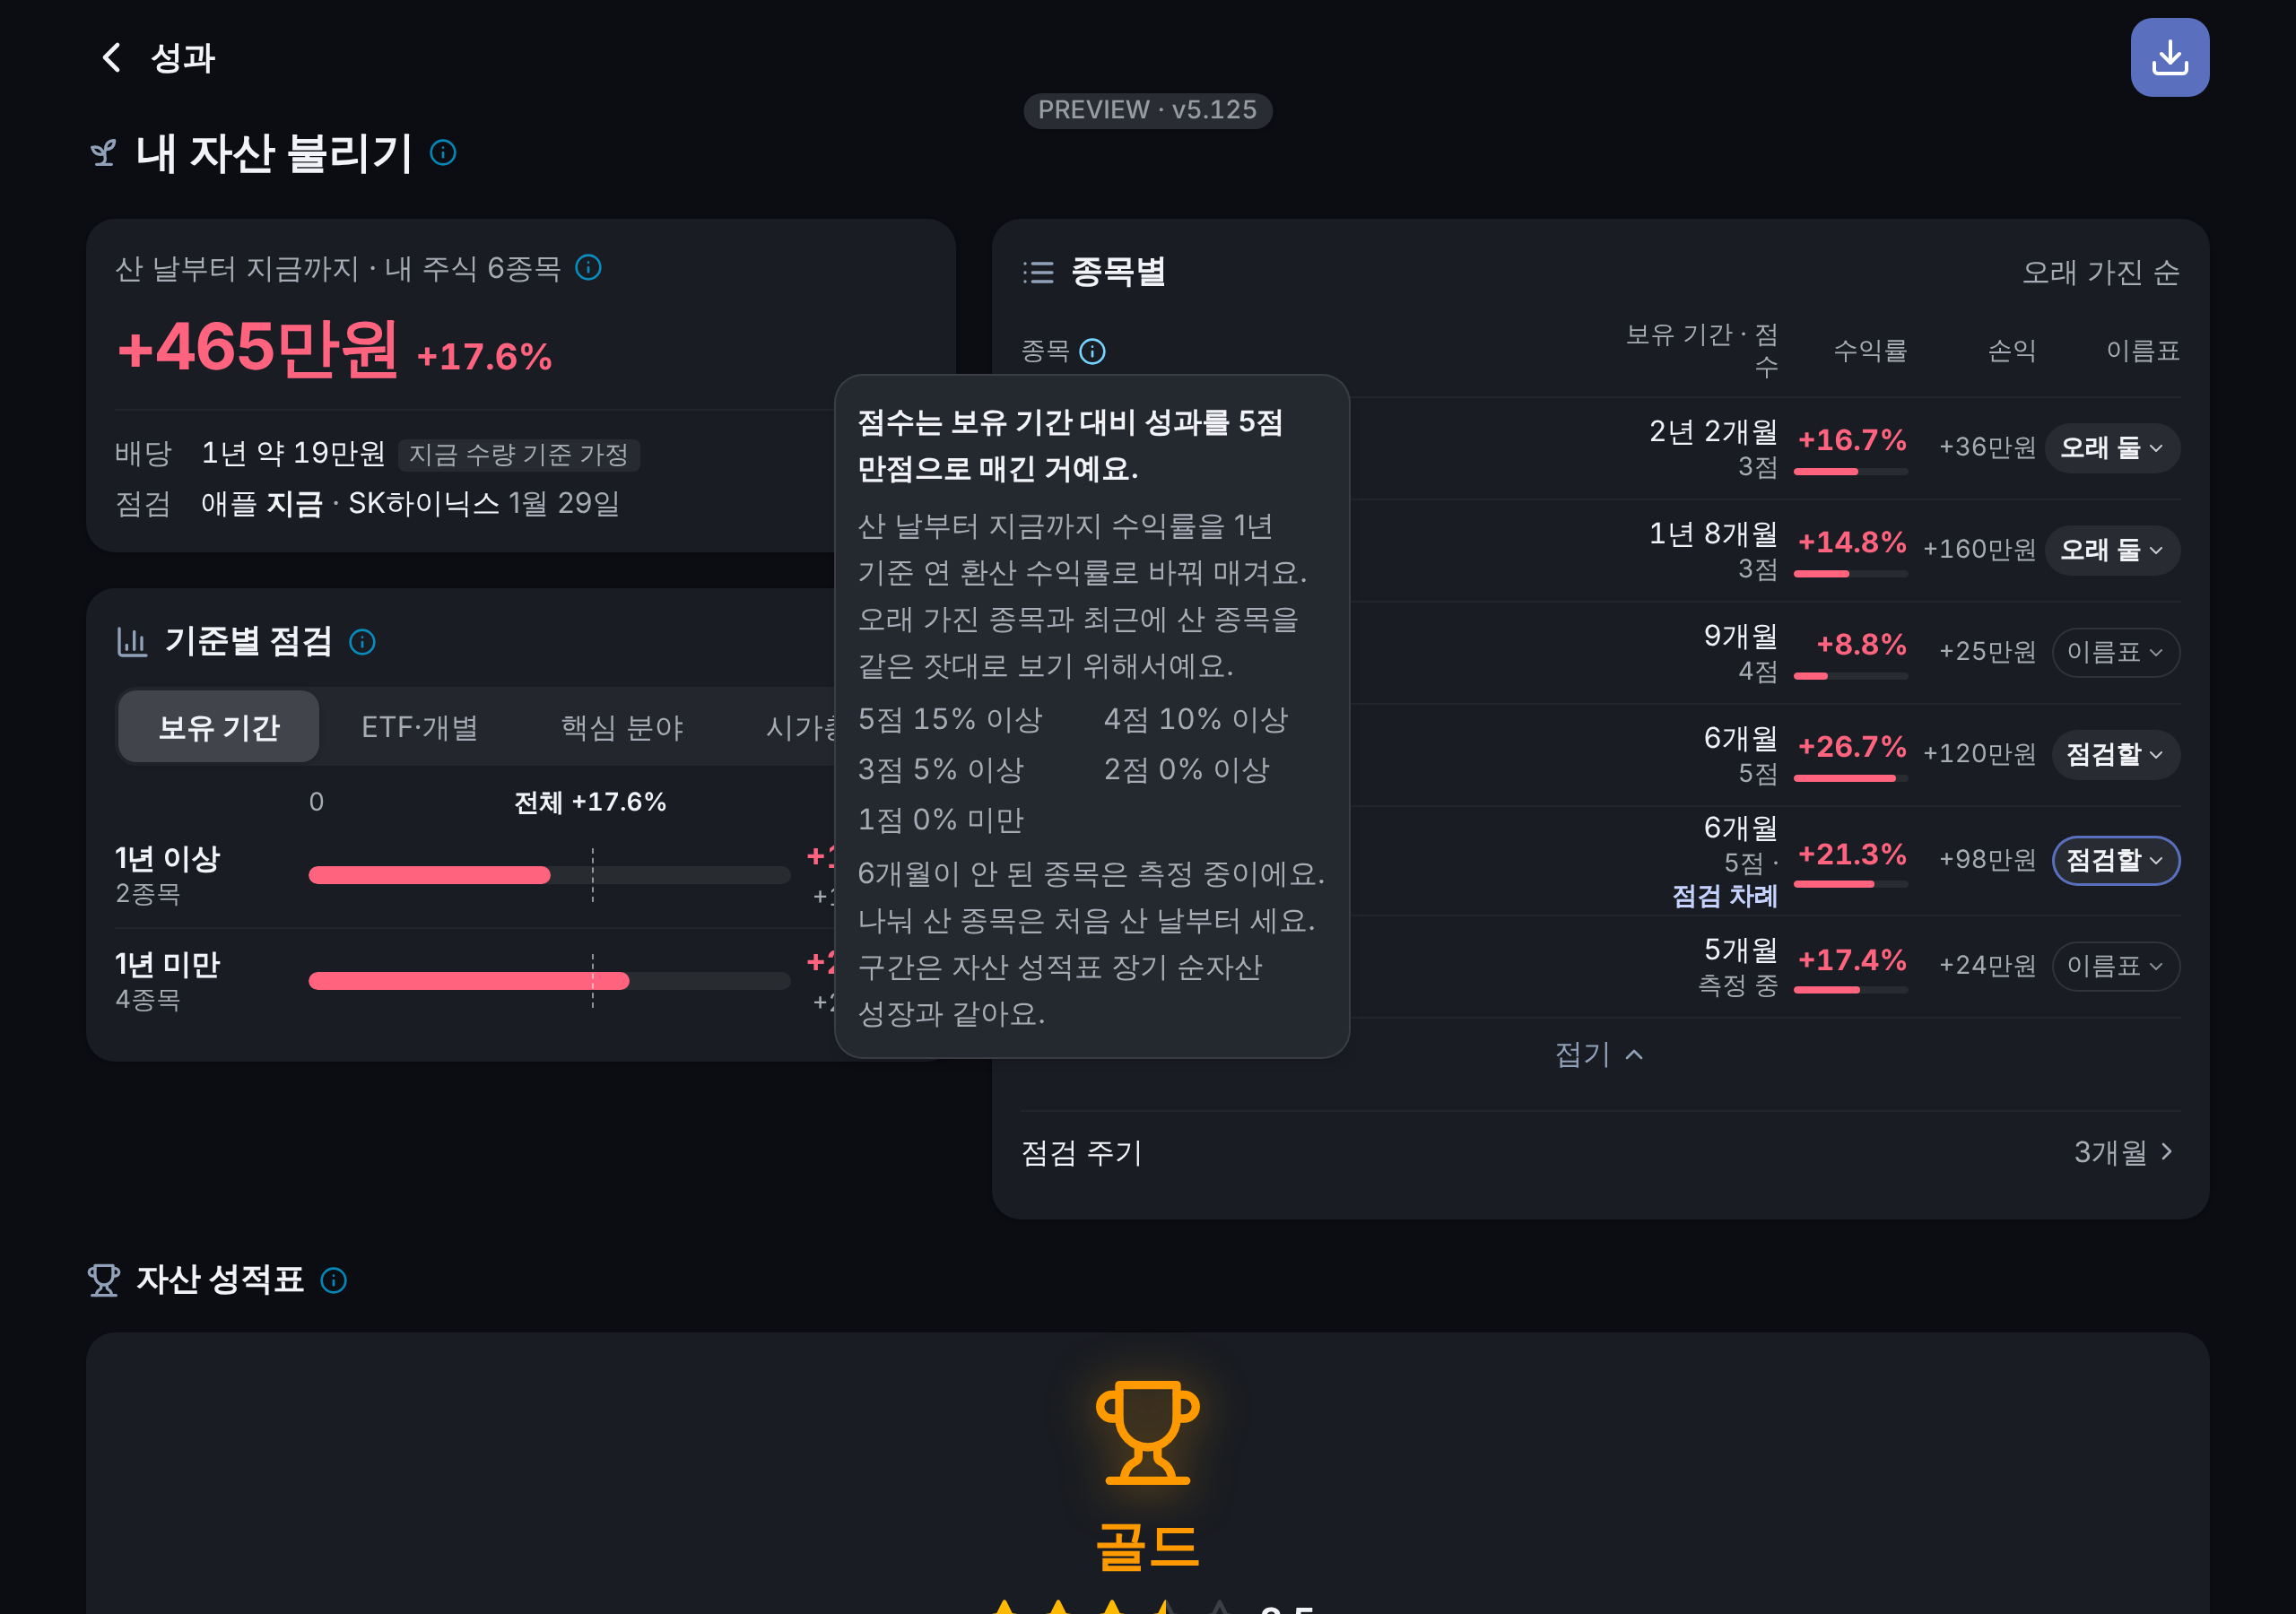 성과
PREVIEW · v5.125
내 자산 불리기
산 날부터 지금까지 · 내 주식 6종목
+465만원 +17.6%
배당 1년 약 19만원 지금 수량 기준 가정
점검 애플 지금 · SK하이닉스 1월 29일
기준별 점검
보유 기간 ETF·개별 핵심 분야
0 전체 +17.6%
1년 이상
2종목
1년 미만
4종목
종목별 오래 가진 순
종목 보유 기간 · 점수 수익률 손익 이름표
점수는 보유 기간 대비 성과를 5점
만점으로 매긴 거예요.
산 날부터 지금까지 수익률을 1년
기준 연 환산 수익률로 바꿔 매겨요.
오래 가진 종목과 최근에 산 종목을
같은 잣대로 보기 위해서예요.
5점 15% 이상 4점 10% 이상
3점 5% 이상 2점 0% 이상
1점 0% 미만
6개월이 안 된 종목은 측정 중이에요.
나눠 산 종목은 처음 산 날부터 세요.
구간은 자산 성적표 장기 순자산
성장과 같아요.
2년 2개월 +16.7% +36만원 오래 둘
3점
1년 8개월 +14.8% +160만원 오래 둘
3점
9개월 +8.8% +25만원 이름표
4점
6개월 +26.7% +120만원 점검할
5점
6개월 +21.3% +98만원 점검할
5점 ·
점검 차례
5개월 +17.4% +24만원 이름표
측정 중
접기
점검 주기 3개월
자산 성적표
골드